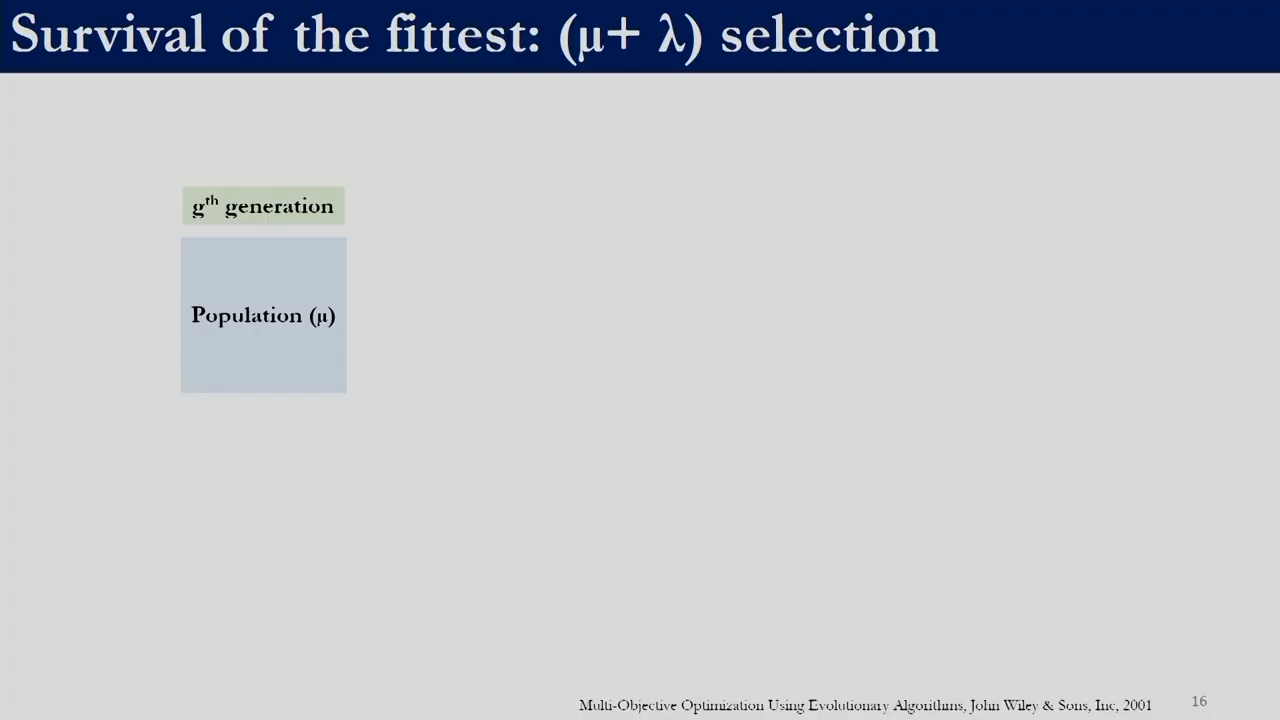 Survival of the fittest: (μ+ λ) selection
gᵗʰ generation
Population (μ)
Multi-Objective Optimization Using Evolutionary Algorithms, John Wiley & Sons, Inc, 2001
16